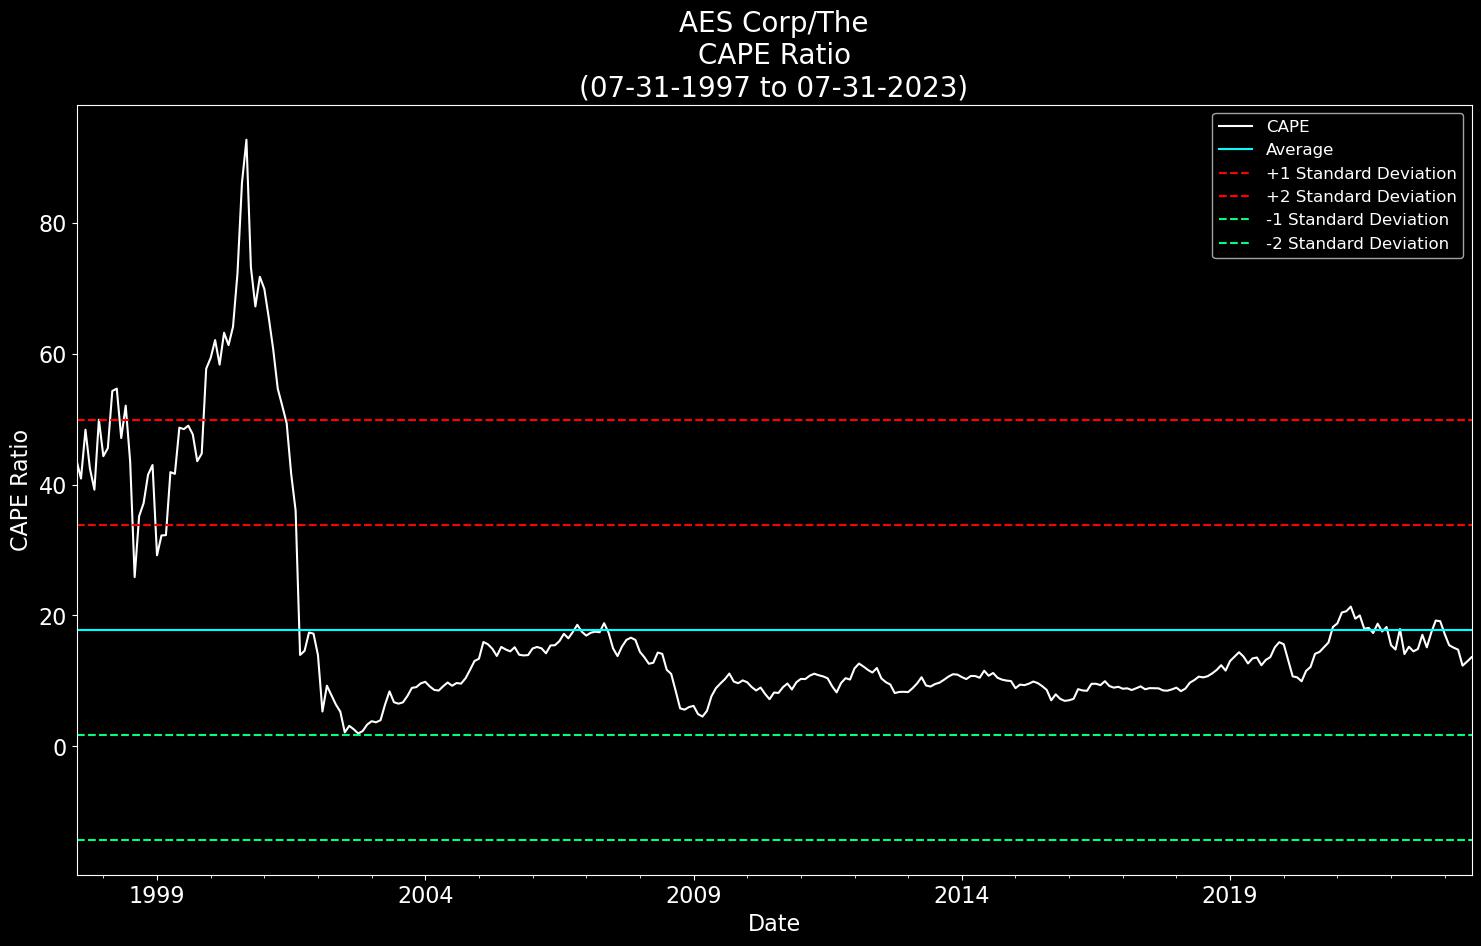 AES Corp/The
CAPE Ratio
(07-31-1997 to 07-31-2023)
CAPE
Average
+1 Standard Deviation
+2 Standard Deviation
-1 Standard Deviation
-2 Standard Deviation
CAPE Ratio
80
60
40
20
0
1999
2004
2009
2014
2019
Date